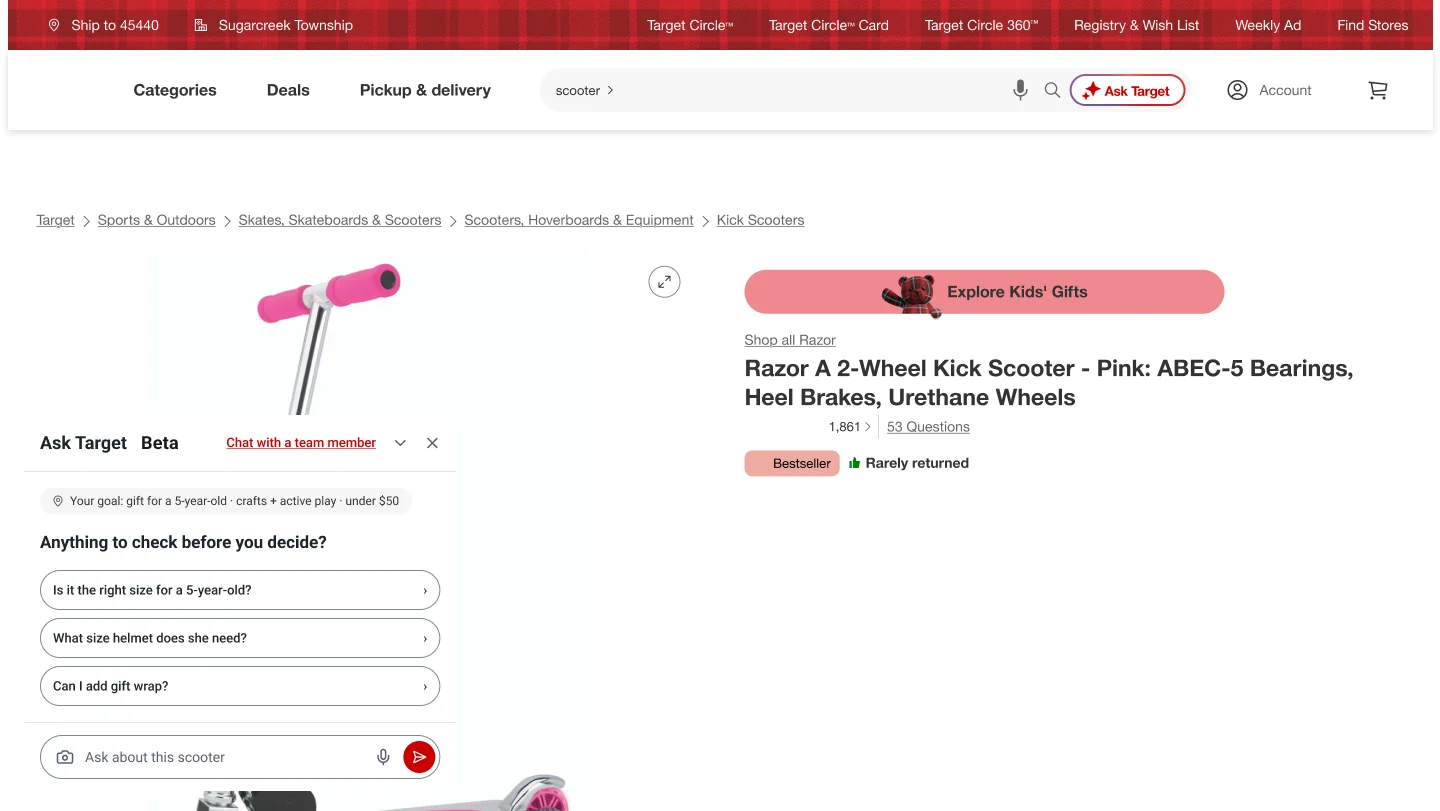 Ship to 45440
Sugarcreek Township
Target Circle™
Target Circle™ Card
Target Circle 360™
Registry & Wish List
Weekly Ad
Find Stores
Categories
Deals
Pickup & delivery
scooter
Ask Target
Account
Target > Sports & Outdoors > Skates, Skateboards & Scooters > Scooters, Hoverboards & Equipment > Kick Scooters
Explore Kids' Gifts
Shop all Razor
Razor A 2-Wheel Kick Scooter - Pink: ABEC-5 Bearings,
Heel Brakes, Urethane Wheels
1,861
53 Questions
Bestseller
Rarely returned
Ask Target Beta
Chat with a team member
Your goal: gift for a 5-year-old · crafts + active play · under $50
Anything to check before you decide?
Is it the right size for a 5-year-old?
What size helmet does she need?
Can I add gift wrap?
Ask about this scooter